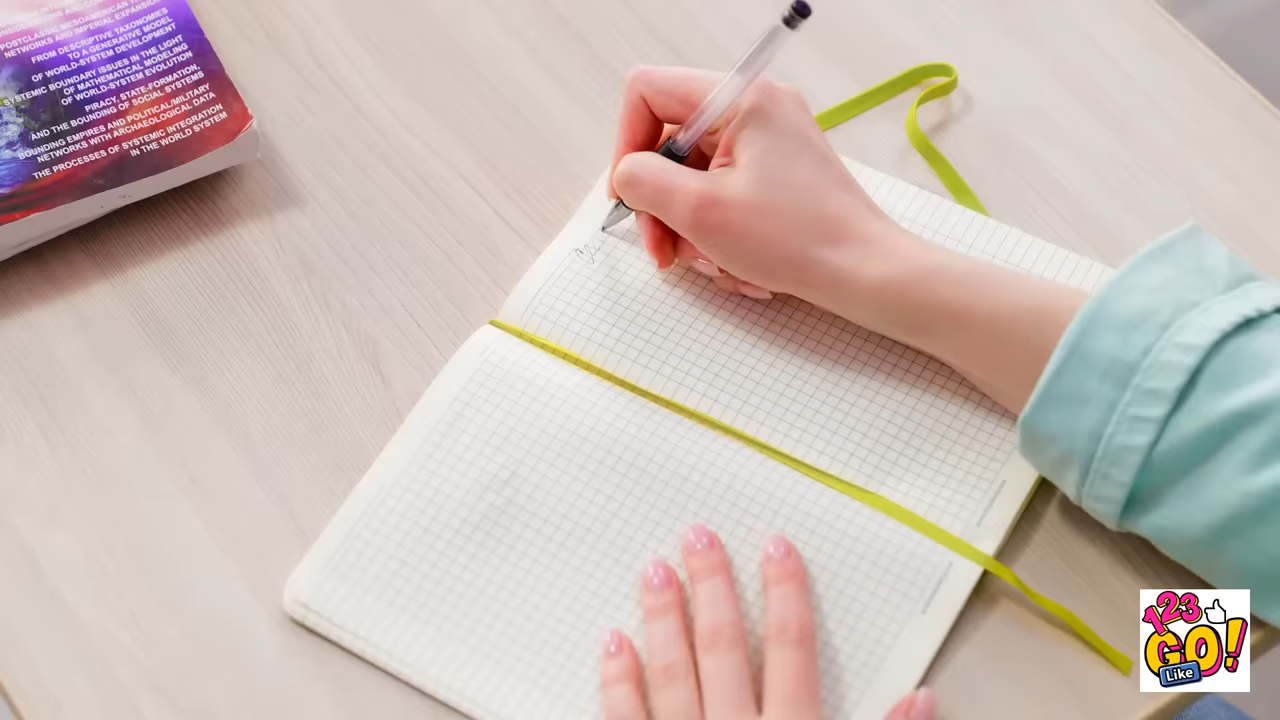 POSTCLASSIC MESOAMERICAN
NETWORKS AND IMPERIAL EXPANSION
FROM DESCRIPTIVE TAXONOMIES
TO A GENERATIVE MODEL
OF WORLD-SYSTEM DEVELOPMENT
SYSTEMIC BOUNDARY ISSUES IN THE LIGHT
OF MATHEMATICAL MODELING
OF WORLD-SYSTEM EVOLUTION
PIRACY, STATE-FORMATION,
AND THE BOUNDING OF SOCIAL SYSTEMS
BOUNDING EMPIRES AND POLITICAL/MILITARY
NETWORKS WITH ARCHAEOLOGICAL DATA
THE PROCESSES OF SYSTEMIC INTEGRATION
IN THE WORLD SYSTEM
123
GO!
Like